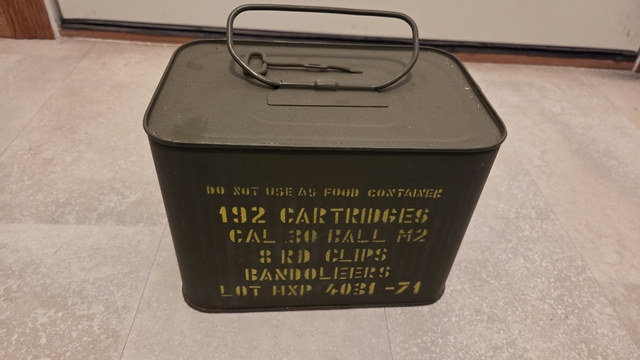 DO NOT USE AS FOOD CONTAINER
192 CARTRIDGES
CAL .30 BALL M2
8 RD CLIPS
BANDOLEERS
LOT HXP 4031-71